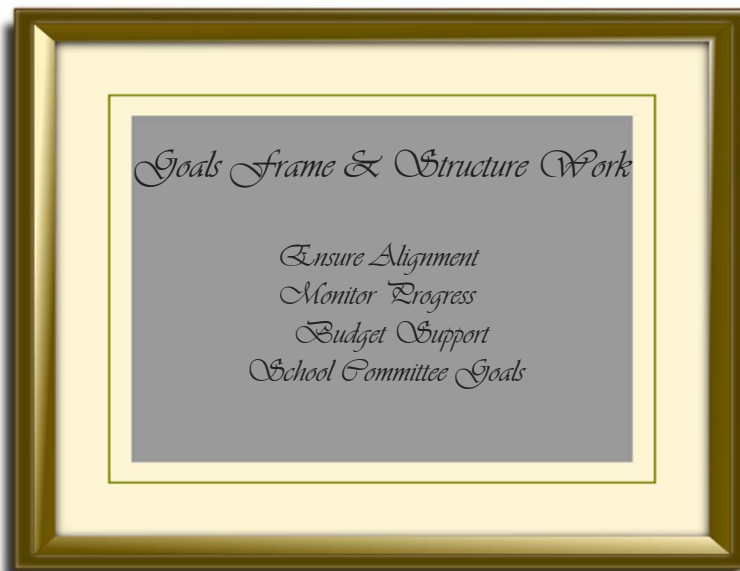 Goals Frame & Structure Work
Ensure Alignment
Monitor Progress
Budget Support
School Committee Goals